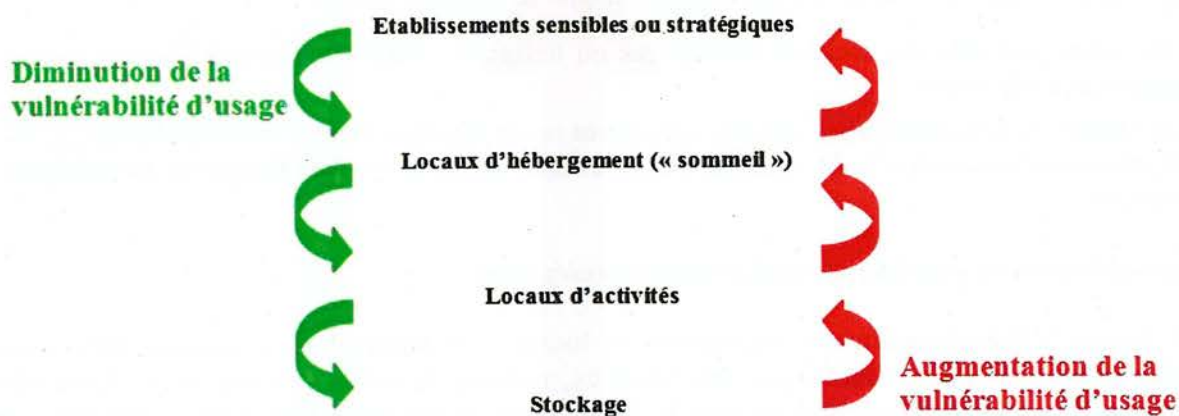 Etablissements sensibles ou stratégiques
Diminution de la
vulnérabilité d'usage
Locaux d'hébergement (« sommeil »)
Locaux d'activités
Augmentation de la
vulnérabilité d'usage
Stockage